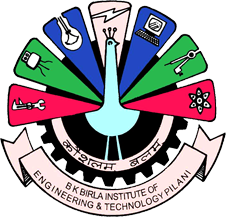 कौशलम् बलम्
B K BIRLA INSTITUTE OF
ENGINEERING & TECHNOLOGY PILANI